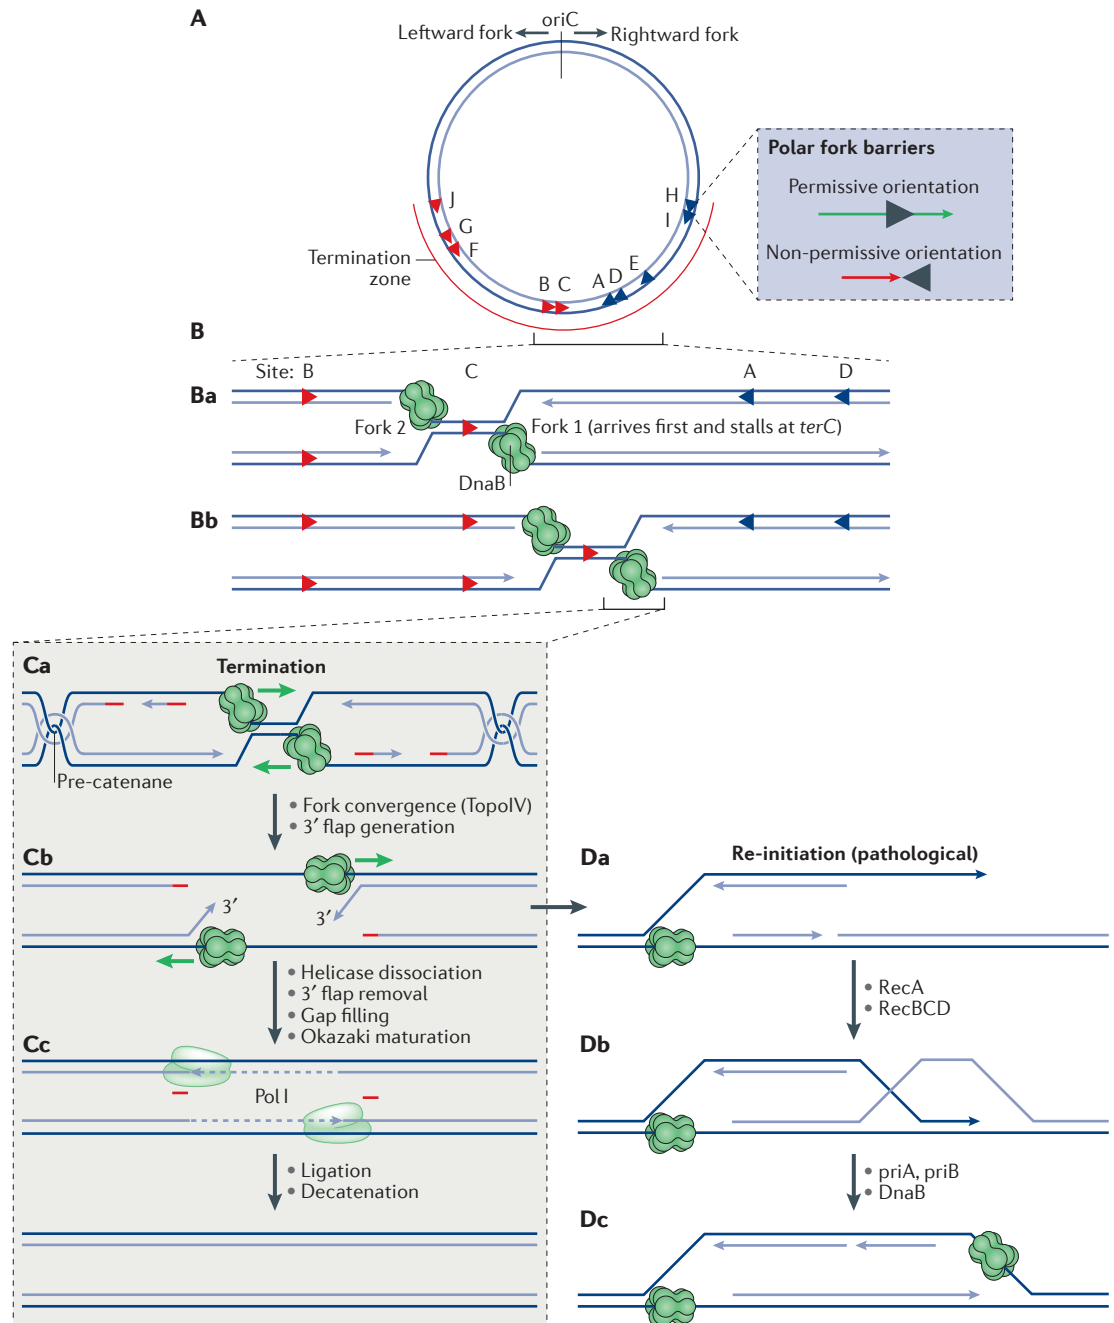 A
oriC
Leftward fork
Rightward fork
Polar fork barriers
Permissive orientation
Non-permissive orientation
J
H
G
I
F
Termination
zone
E
B C A D
B
Site: B C A D
Ba
Fork 2
Fork 1 (arrives first and stalls at terC)
DnaB
Bb
Ca
Termination
Pre-catenane
• Fork convergence (TopoIV)
• 3′ flap generation
Cb
3′
3′
• Helicase dissociation
• 3′ flap removal
• Gap filling
• Okazaki maturation
Cc
Pol I
• Ligation
• Decatenation
Da
Re-initiation (pathological)
• RecA
• RecBCD
Db
• priA, priB
• DnaB
Dc